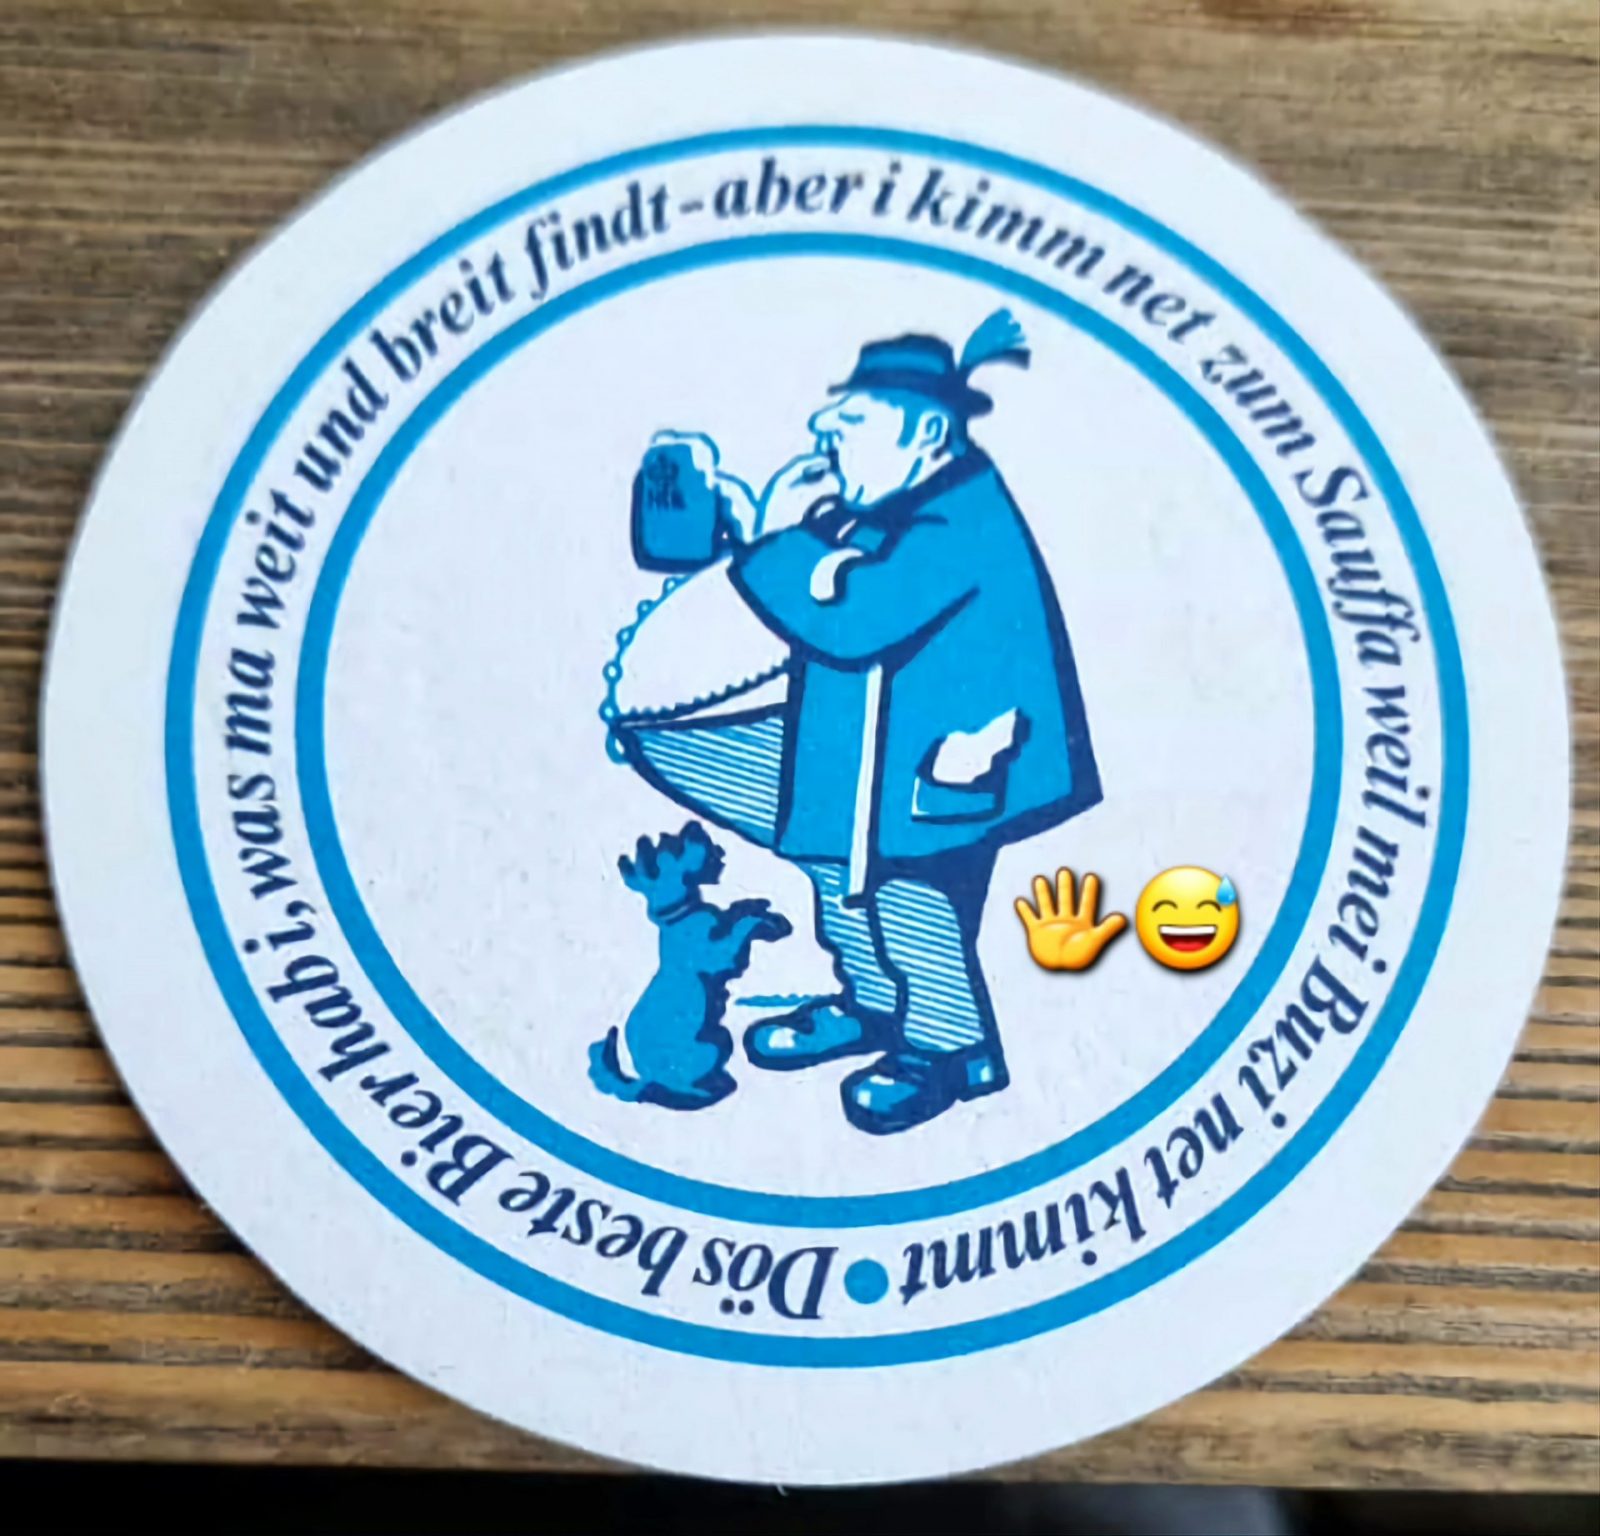 Dös beste Bier hab i, was ma weit und breit findt - aber i kimm net zum Sauffa weil mei Buzi net kimmt •